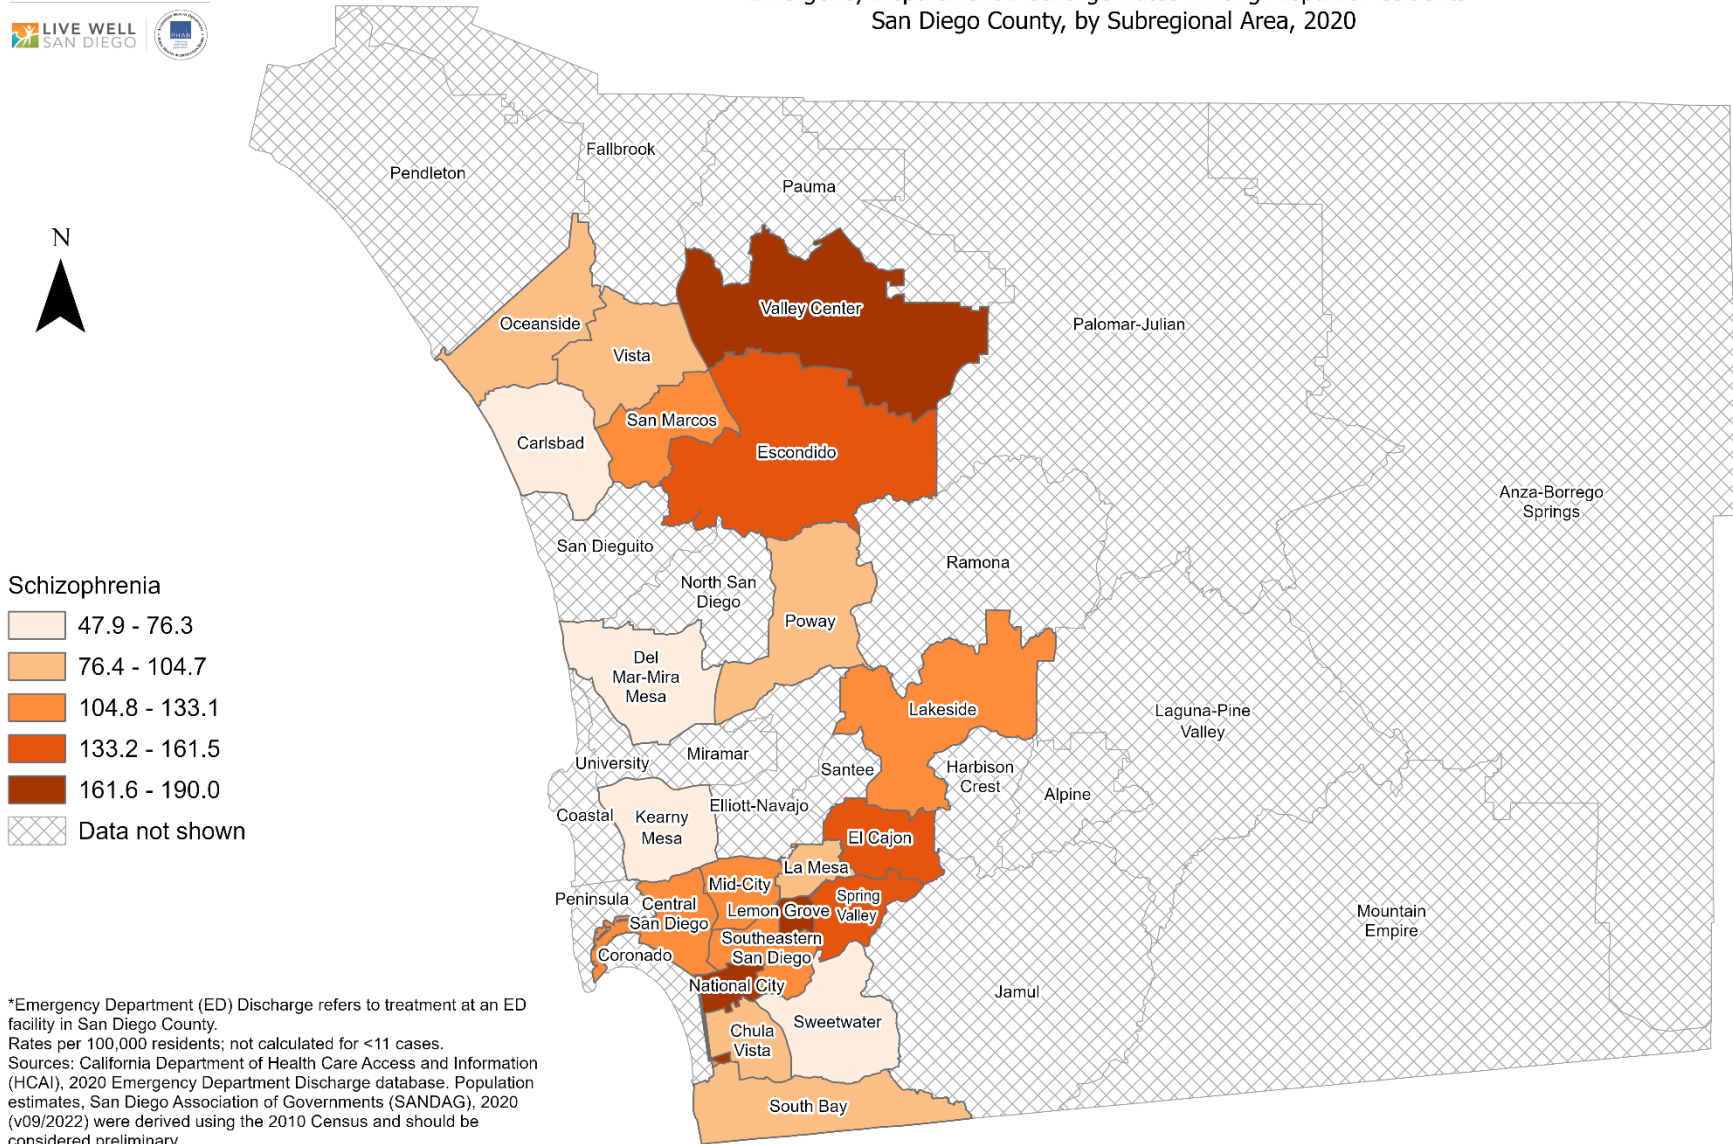 LIVE WELL
SAN DIEGO
San Diego County, by Subregional Area, 2020
N
Pendleton
Fallbrook
Pauma
Oceanside
Vista
Valley Center
Palomar-Julian
San Marcos
Carlsbad
Escondido
Anza-Borrego
Springs
San Dieguito
North San
Diego
Ramona
Poway
Del
Mar-Mira
Mesa
Lakeside
Laguna-Pine
Valley
University
Miramar
Santee
Harbison
Crest
Alpine
Coastal
Kearny
Mesa
Elliott-Navajo
El Cajon
La Mesa
Mid-City
Peninsula
Central
San Diego
Lemon Grove
Spring
Valley
Mountain
Empire
Southeastern
San Diego
Coronado
National City
Jamul
Sweetwater
Chula
Vista
South Bay
Schizophrenia
47.9 - 76.3
76.4 - 104.7
104.8 - 133.1
133.2 - 161.5
161.6 - 190.0
Data not shown
*Emergency Department (ED) Discharge refers to treatment at an ED
facility in San Diego County.
Rates per 100,000 residents; not calculated for <11 cases.
Sources: California Department of Health Care Access and Information
(HCAI), 2020 Emergency Department Discharge database. Population
estimates, San Diego Association of Governments (SANDAG), 2020
(v09/2022) were derived using the 2010 Census and should be
considered preliminary.